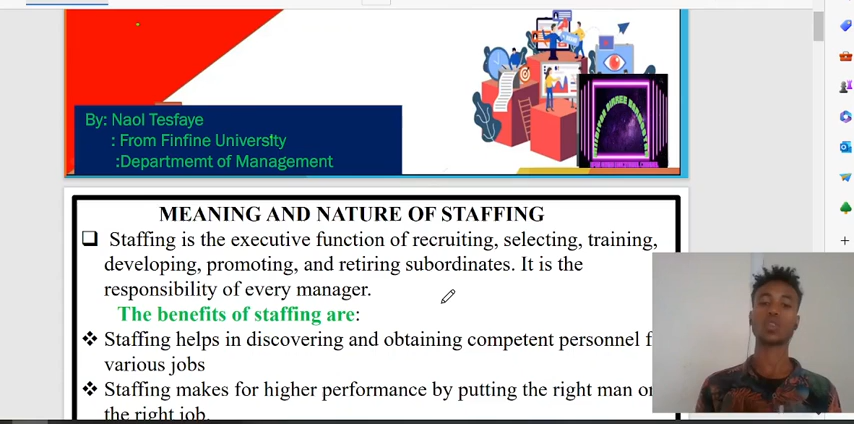 By: Naol Tesfaye
: From Finfine University
:Departmemt of Management
MEANING AND NATURE OF STAFFING
Staffing is the executive function of recruiting, selecting, training,
developing, promoting, and retiring subordinates. It is the
responsibility of every manager.
The benefits of staffing are:
Staffing helps in discovering and obtaining competent personnel f
various jobs
Staffing makes for higher performance by putting the right man or
the right job.